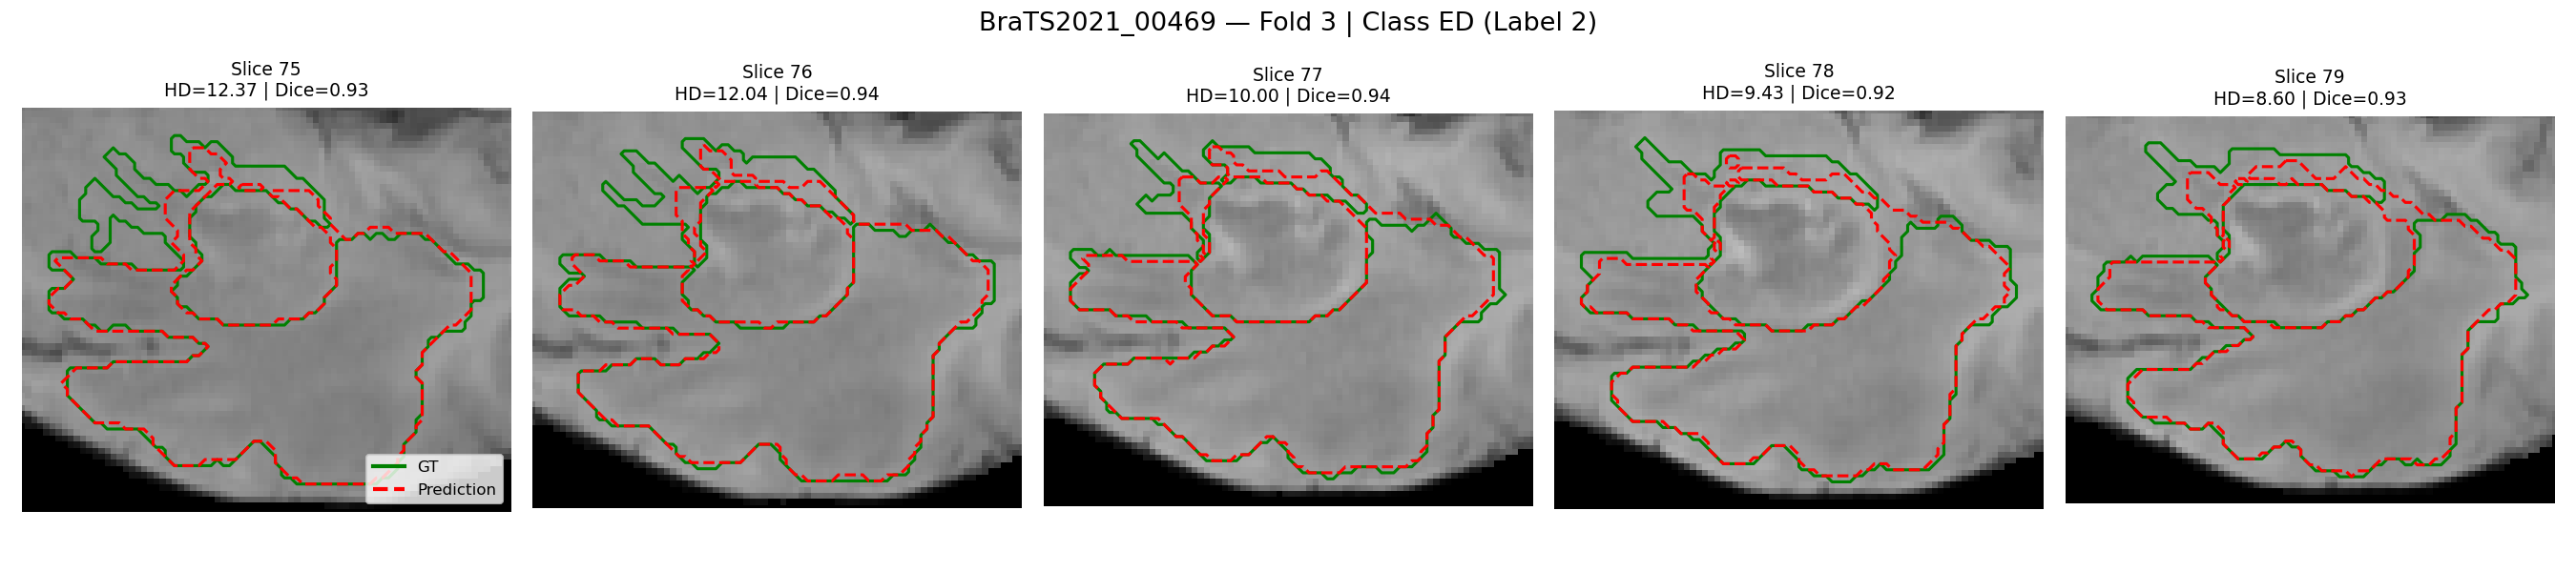 BraTS2021_00469 — Fold 3 | Class ED (Label 2)
Slice 75
HD=12.37 | Dice=0.93
Slice 76
HD=12.04 | Dice=0.94
Slice 77
HD=10.00 | Dice=0.94
Slice 78
HD=9.43 | Dice=0.92
Slice 79
HD=8.60 | Dice=0.93
GT
Prediction